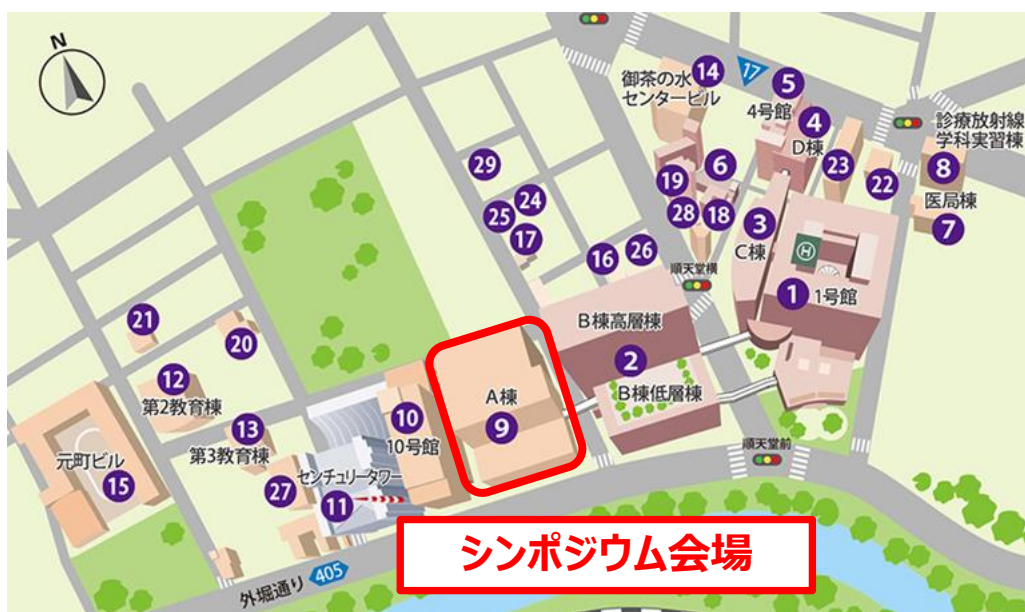 N
御茶の水
センタービル
14
17
5
4号館
4
D棟
診療放射線
学科実習棟
8
医局棟
7
23
22
6
19
28
18
3
C棟
順天堂横
H
1
1号館
29
24
25
17
16
26
B棟高層棟
2
B棟低層棟
A棟
9
10
10号館
21
20
12
第2教育棟
13
第3教育棟
元町ビル
15
27
センチュリータワー
11
順天堂前
外堀通り
405
シンポジウム会場